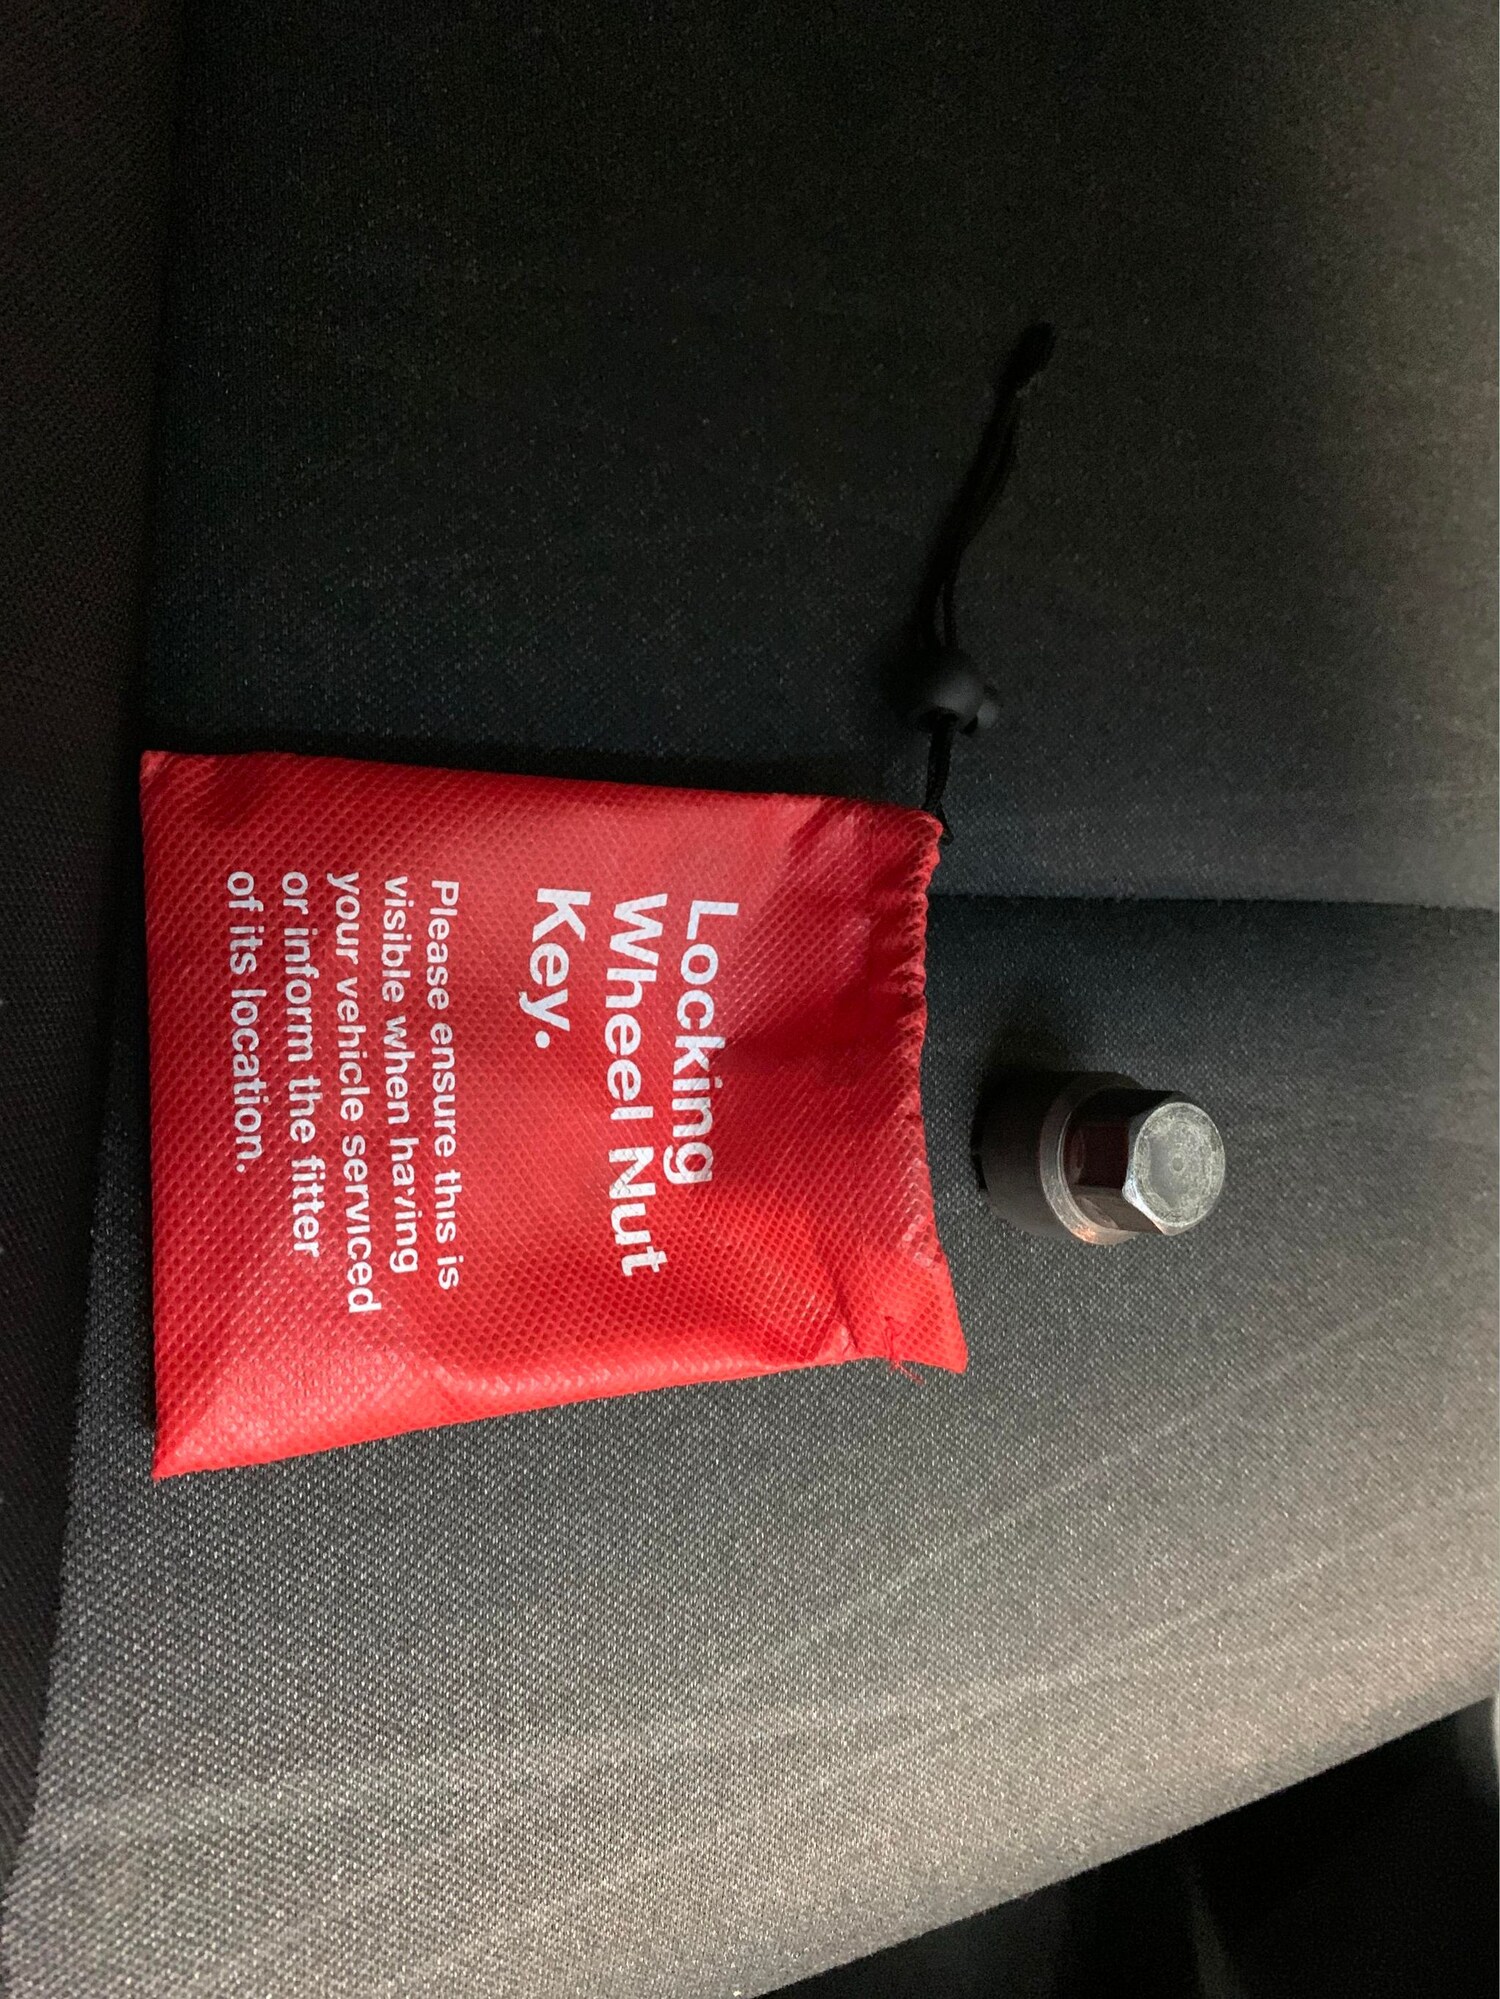 Locking
Wheel Nut
Key.
Please ensure this is
visible when having
your vehicle serviced
or inform the fitter
of its location.